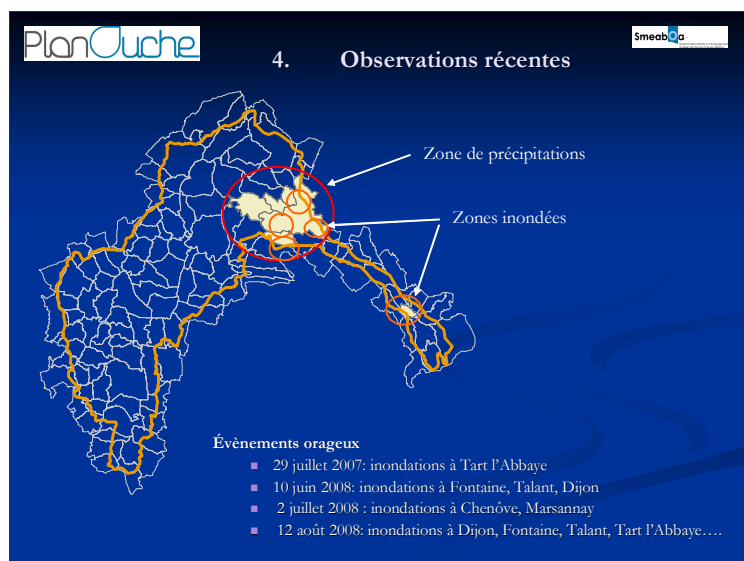 PlanOuche
Smeaboa
4. Observations récentes
Zone de précipitations
Zones inondées
Évènements orageux
29 juillet 2007: inondations à Tart l'Abbaye
10 juin 2008: inondations à Fontaine, Talant, Dijon
2 juillet 2008 : inondations à Chenôve, Marsannay
12 août 2008: inondations à Dijon, Fontaine, Talant, Tart l'Abbaye….